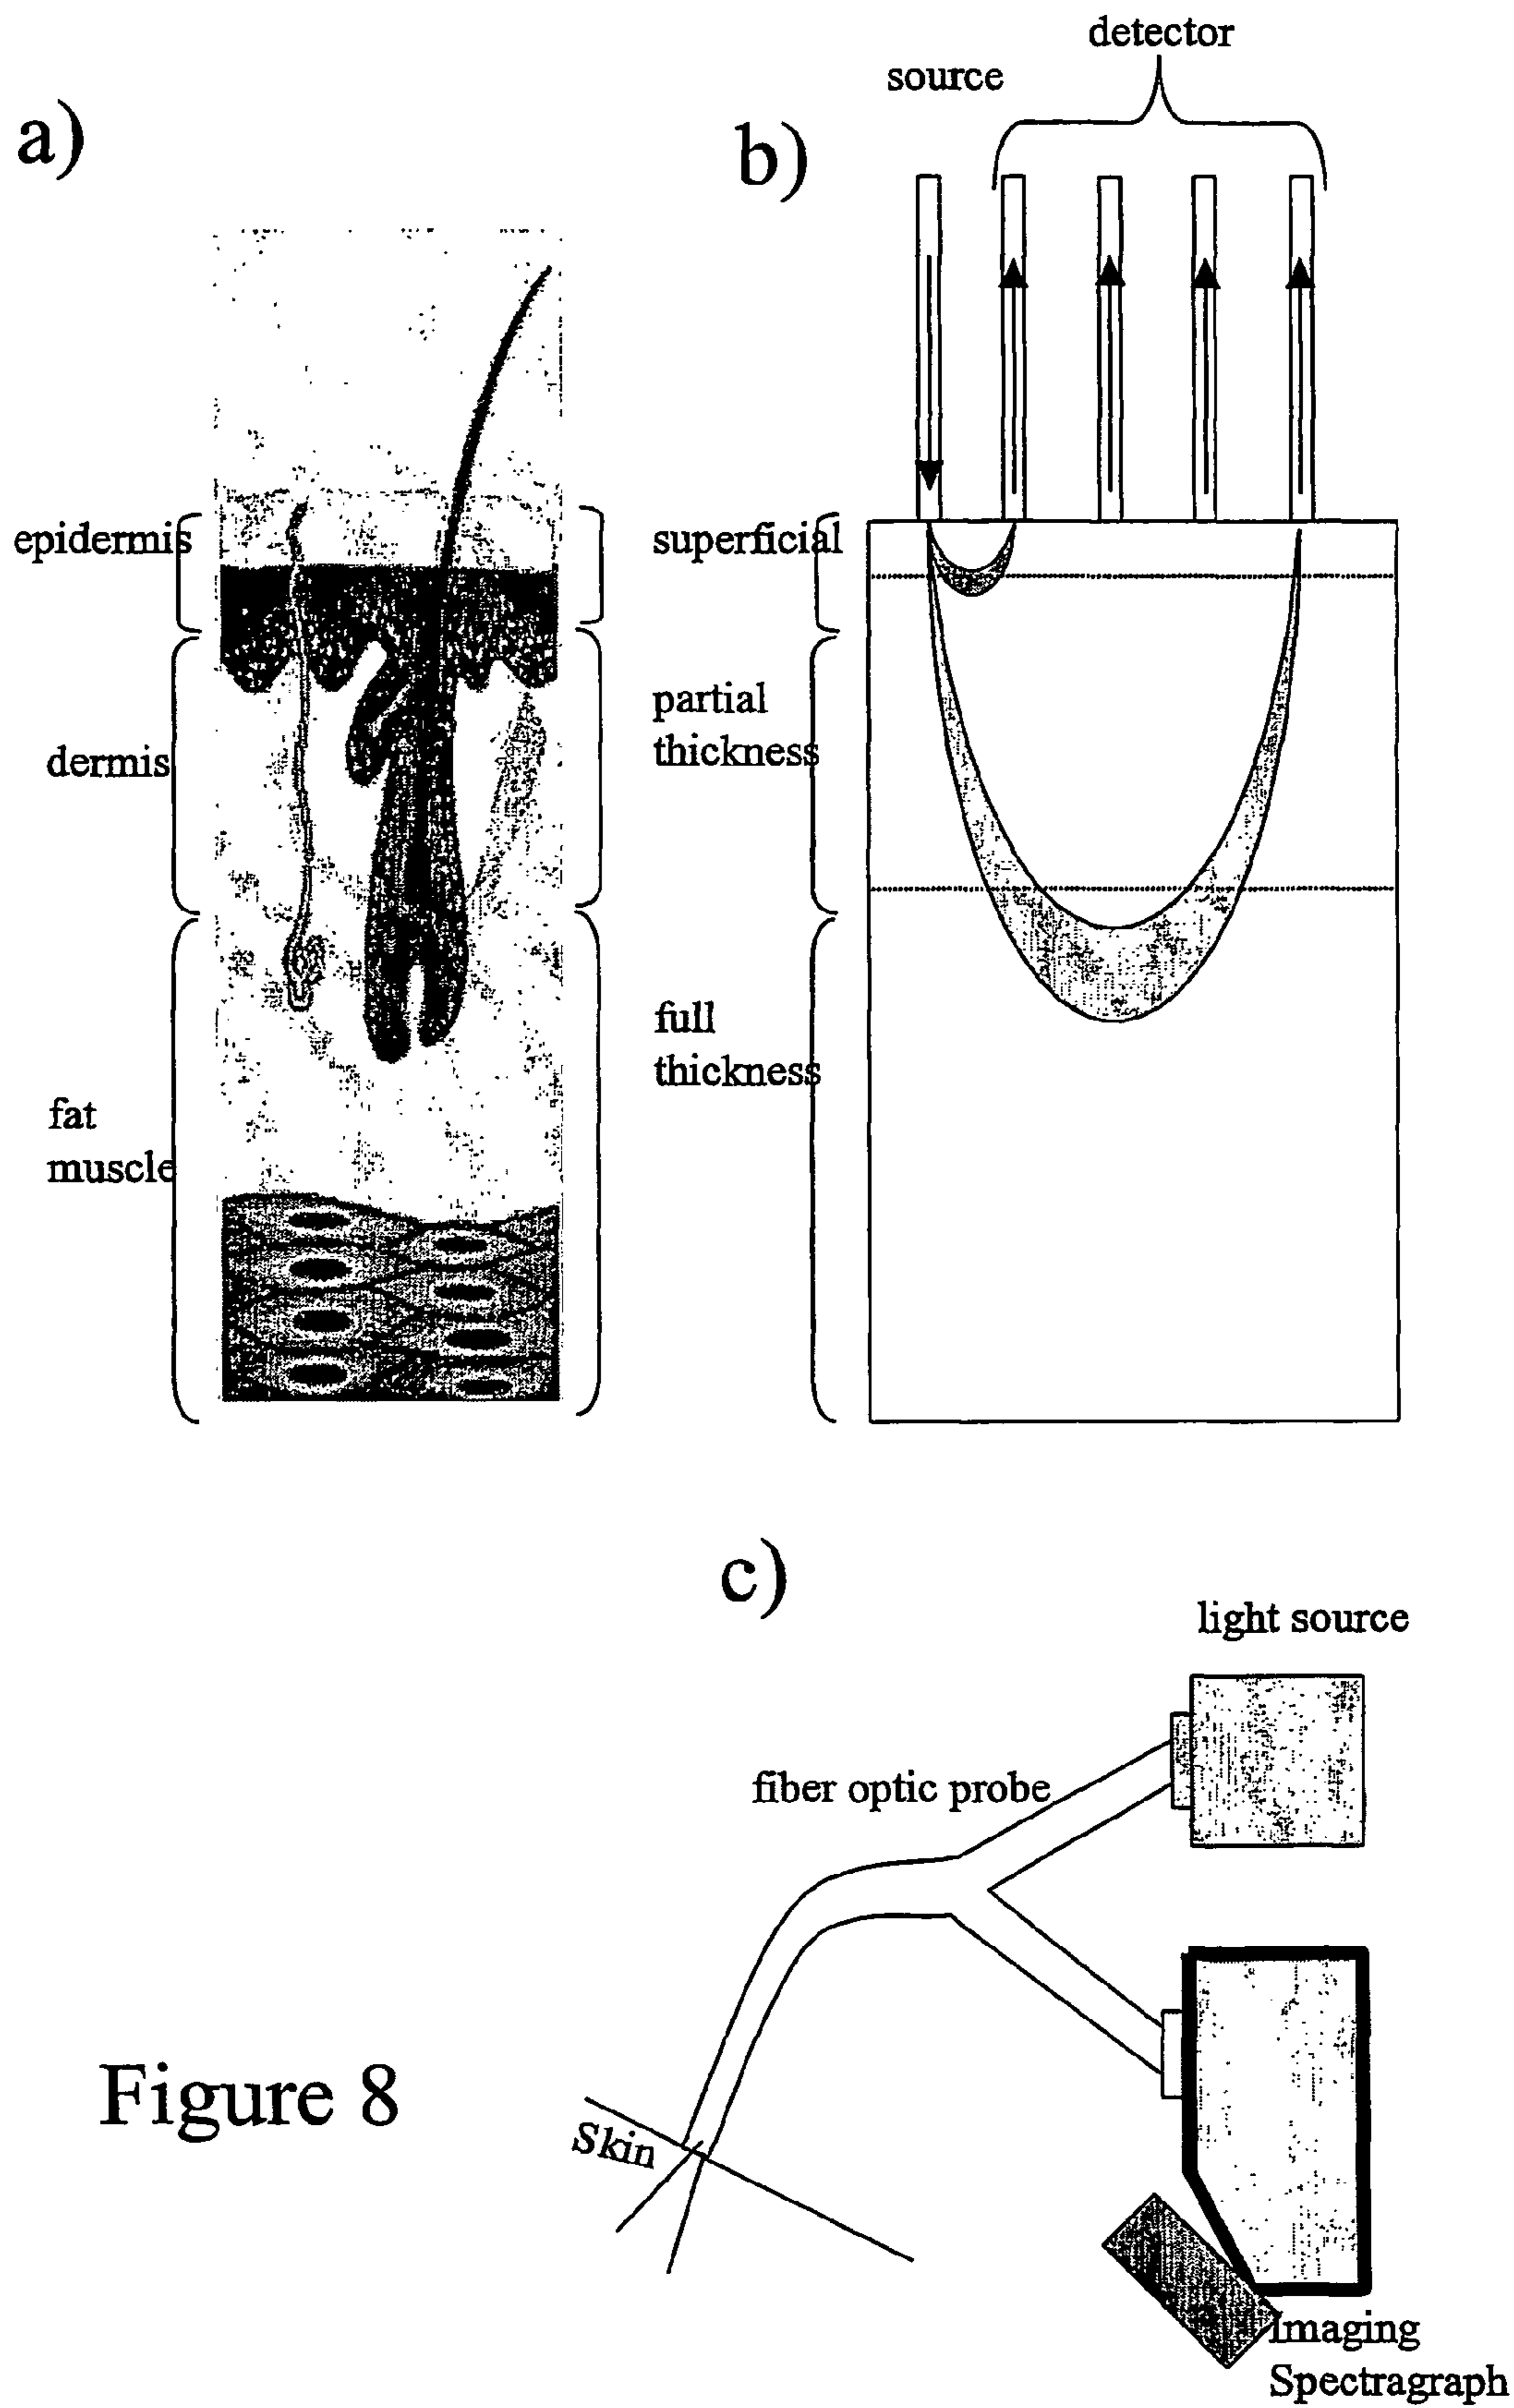 detector
source
a)
b)
epidermis
superficial
partial
thickness
dermis
full
thickness
fat
muscle
c)
light source
fiber optic probe
Figure 8
Skin
Imaging
Spectragraph